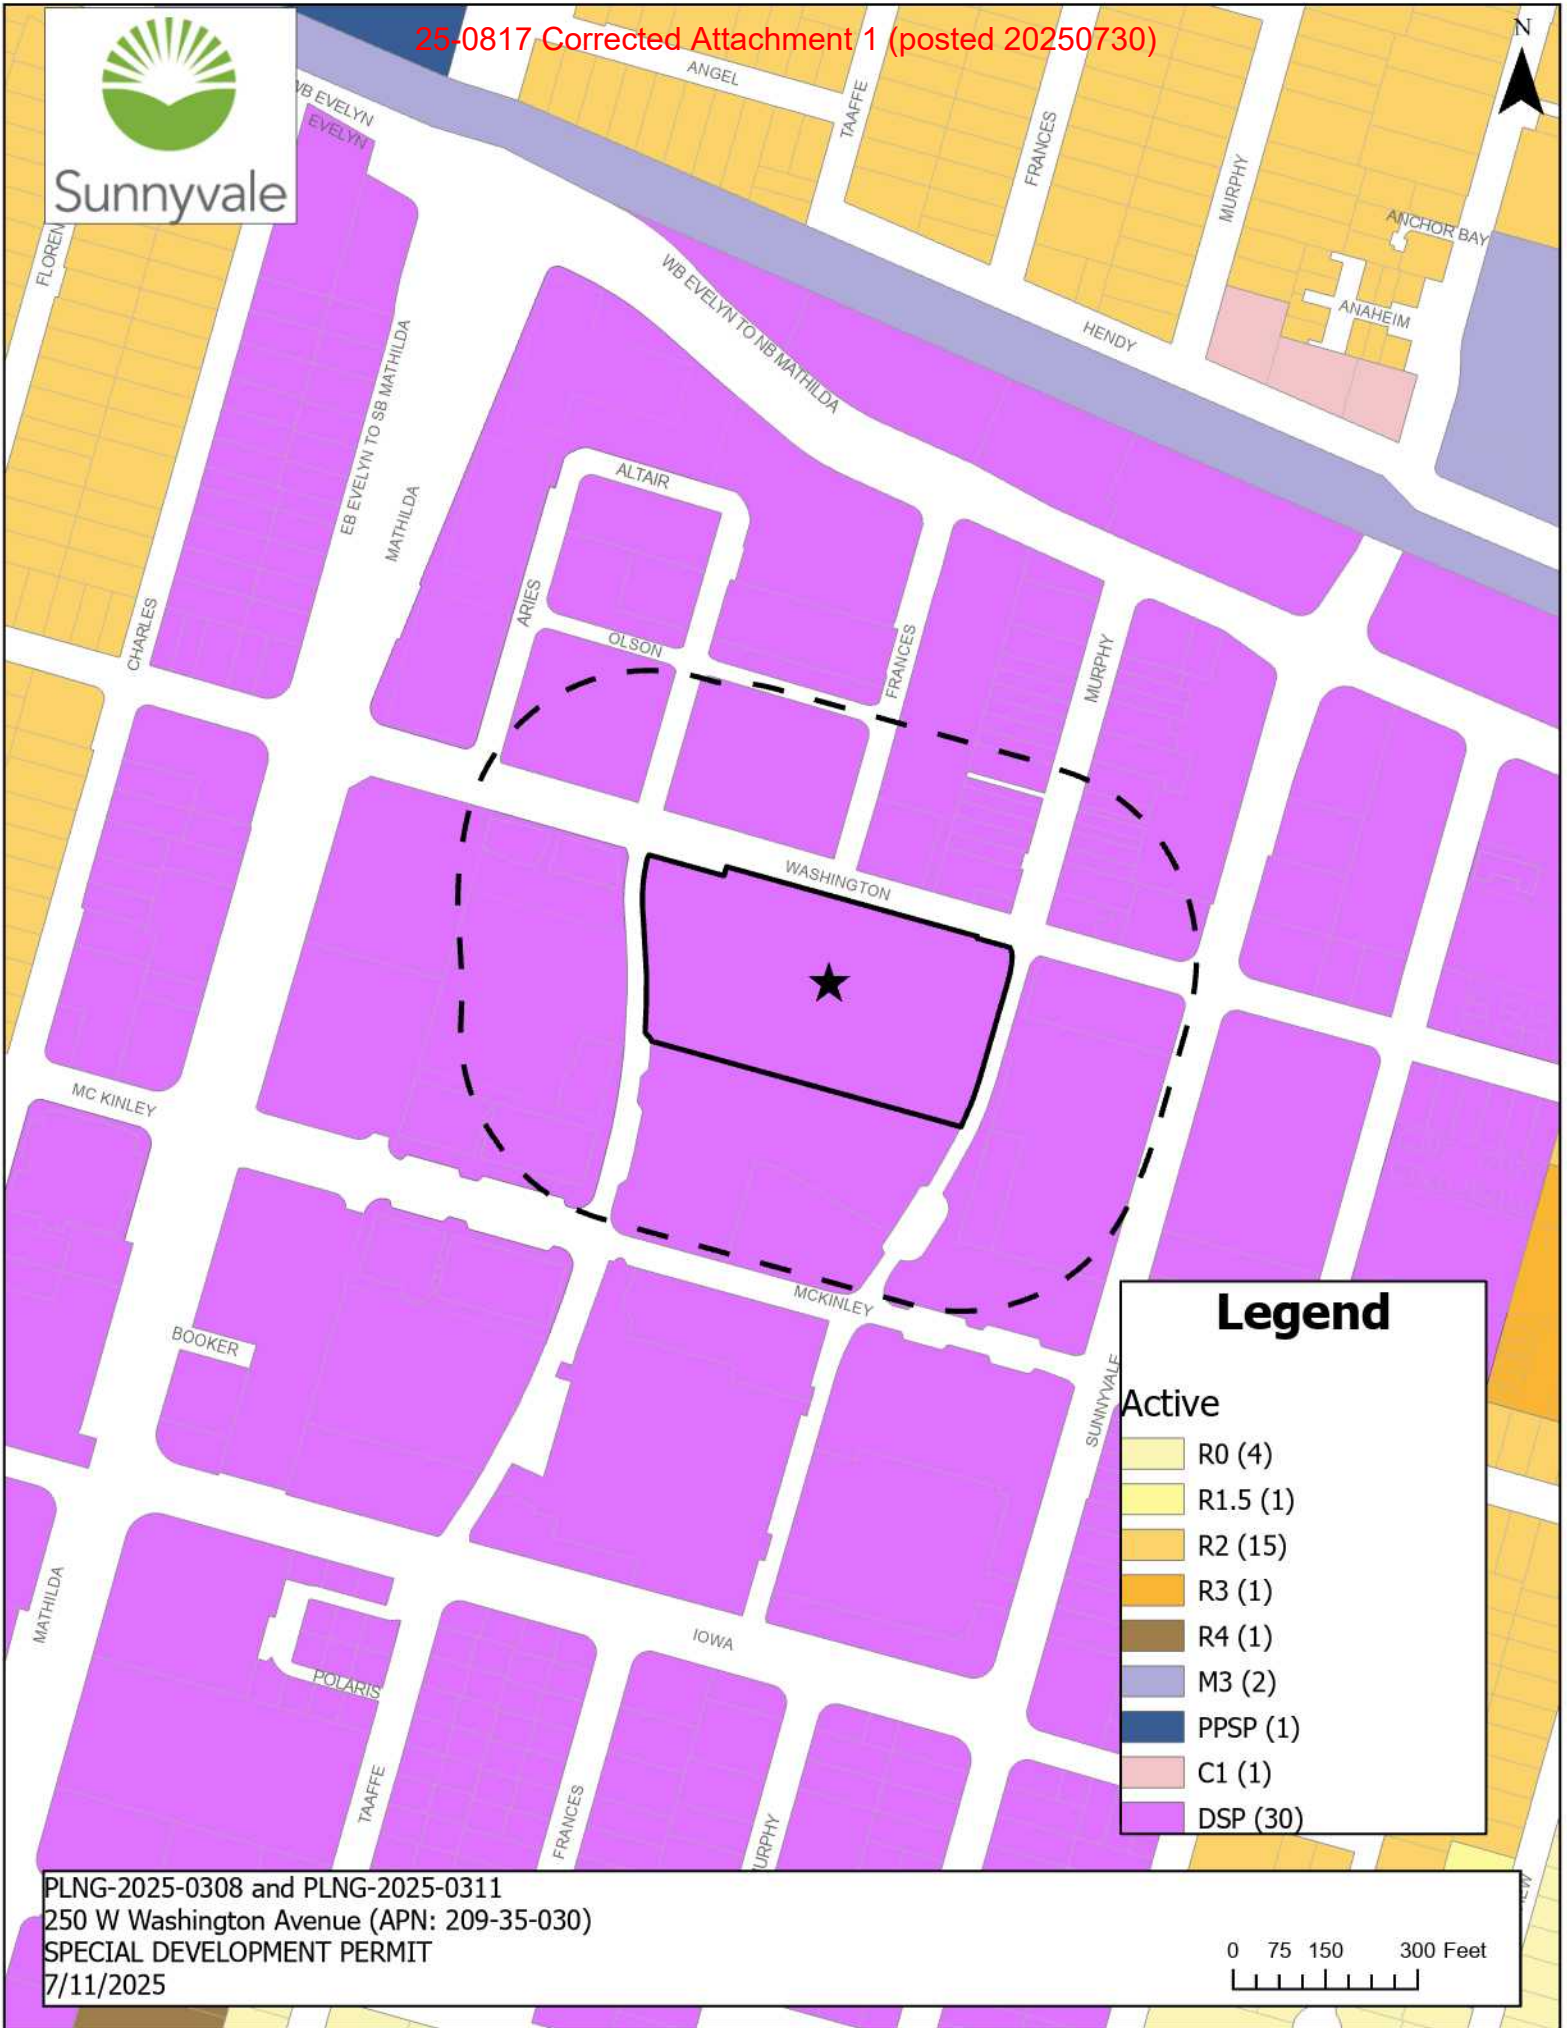 25-0817 Corrected Attachment 1 (posted 20250730)
N
Sunnyvale
ANGEL
TAAFFE
FRANCES
MURPHY
WB EVELYN
EVELYN
FLOREN
ANCHOR BAY
ANAHEIM
HENDY
WB EVELYN TO NB MATHILDA
EB EVELYN TO SB MATHILDA
MATHILDA
ALTAIR
ARIES
OLSON
CHARLES
FRANCES
MURPHY
WASHINGTON
MC KINLEY
MCKINLEY
BOOKER
SUNNYVALE
MATHILDA
IOWA
POLARIS
TAAFFE
FRANCES
URPHY
Legend
Active
R0 (4)
R1.5 (1)
R2 (15)
R3 (1)
R4 (1)
M3 (2)
PPSP (1)
C1 (1)
DSP (30)
PLNG-2025-0308 and PLNG-2025-0311
250 W Washington Avenue (APN: 209-35-030)
SPECIAL DEVELOPMENT PERMIT
7/11/2025
0 75 150 300 Feet